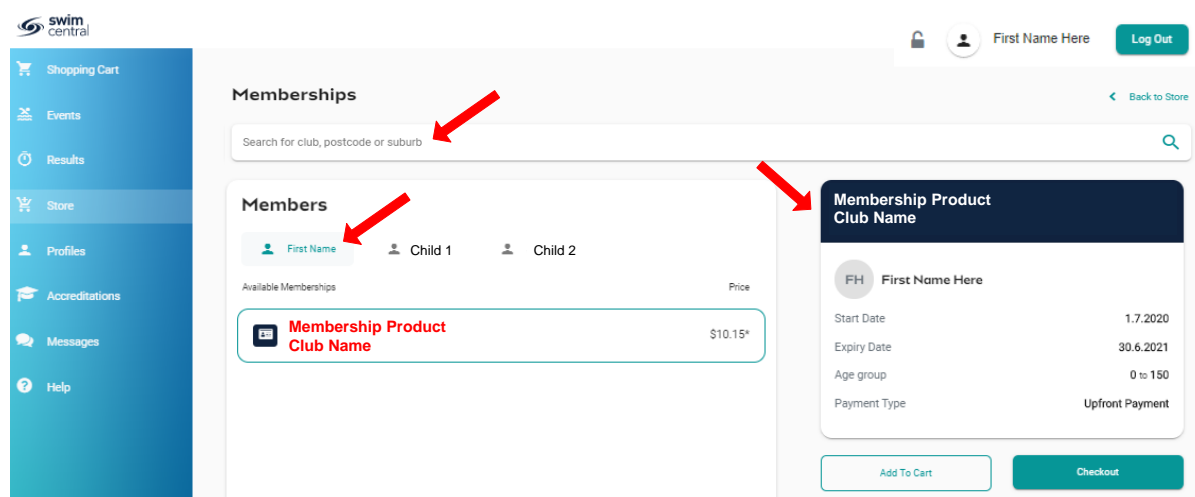 swim
central
First Name Here
Log Out
Shopping Cart
Events
Results
Store
Profiles
Accreditations
Messages
Help
Memberships
Back to Store
Search for club, postcode or suburb
Members
First Name
Child 1
Child 2
Available Memberships
Price
Membership Product
Club Name
$10.15*
Membership Product
Club Name
FH
First Name Here
Start Date
1.7.2020
Expiry Date
30.6.2021
Age group
0 to 150
Payment Type
Upfront Payment
Add To Cart
Checkout